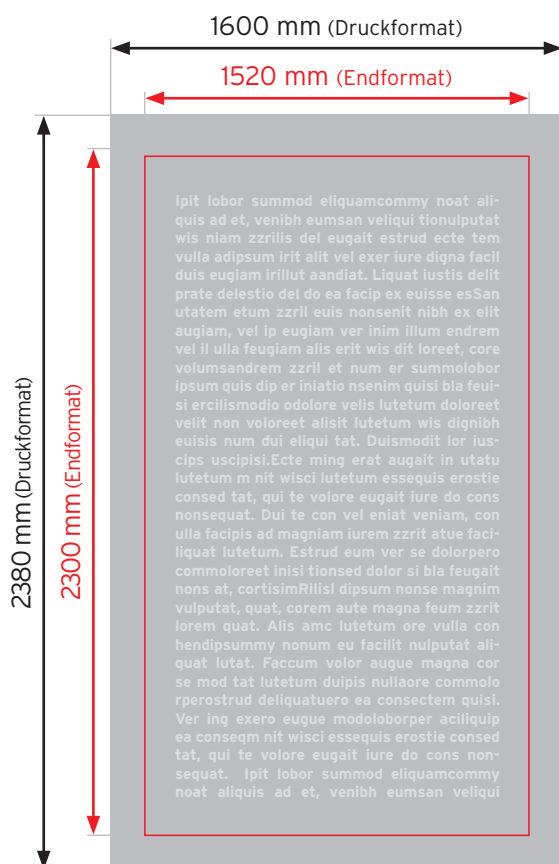 1600 mm (Druckformat)
1520 mm (Endformat)
2380 mm (Druckformat)
2300 mm (Endformat)
Ipit lobor summod eliquamcommy noat ali-
quis ad et, venibh eumsan veliqui tionulputat
wis niam zzrilis del eugait estrud ecte tem
vulla adipsum irit alit vel exer iure digna facil
duis eugiam irillut aandiat. Liquat iustis delit
prate delestio del do ea facip ex euisse esSan
utatem etum zzril euis nonsenit nibh ex elit
augiam, vel ip eugiam ver inim illum endrem
vel il ulla feugiam alis erit wis dit loreet, core
volumsandrem zzril et num er summolobor
ipsum quis dip er iniatio nsenim quisi bla feui-
si ercilismodio odolore velis lutetum doloreet
velit non voloreet alisit lutetum wis dignibh
euisis num dui eliqui tat. Duismodit lor ius-
cips uscipisi.Ecte ming erat augait in utatu
lutetum m nit wisci lutetum essequis erostie
consed tat, qui te volore eugait iure do cons
nonsequat. Dui te con vel eniat veniam, con
ulla facipis ad magniam iurem zzrit atue faci-
liquat lutetum. Estrud eum ver se dolorpero
commoloreet inisi tionsed dolor si bla feugait
nons at, cortisimRilisl dipsum nonse magnim
vulputat, quat, corem aute magna feum zzrit
lorem quat. Alis amc lutetum ore vulla con
hendipsummy nonum eu facilit nulputat ali-
quat lutat. Faccum volor augue magna cor
se mod tat lutetum duipis nullaore commolo
rperostrud deliquatuero ea consectem quisi.
Ver ing exero eugue modoloborper aciliquip
ea conseqm nit wisci essequis erostie consed
tat, qui te volore eugait iure do cons non-
sequat. Ipit lobor summod eliquamcommy
noat aliquis ad et, venibh eumsan veliqui